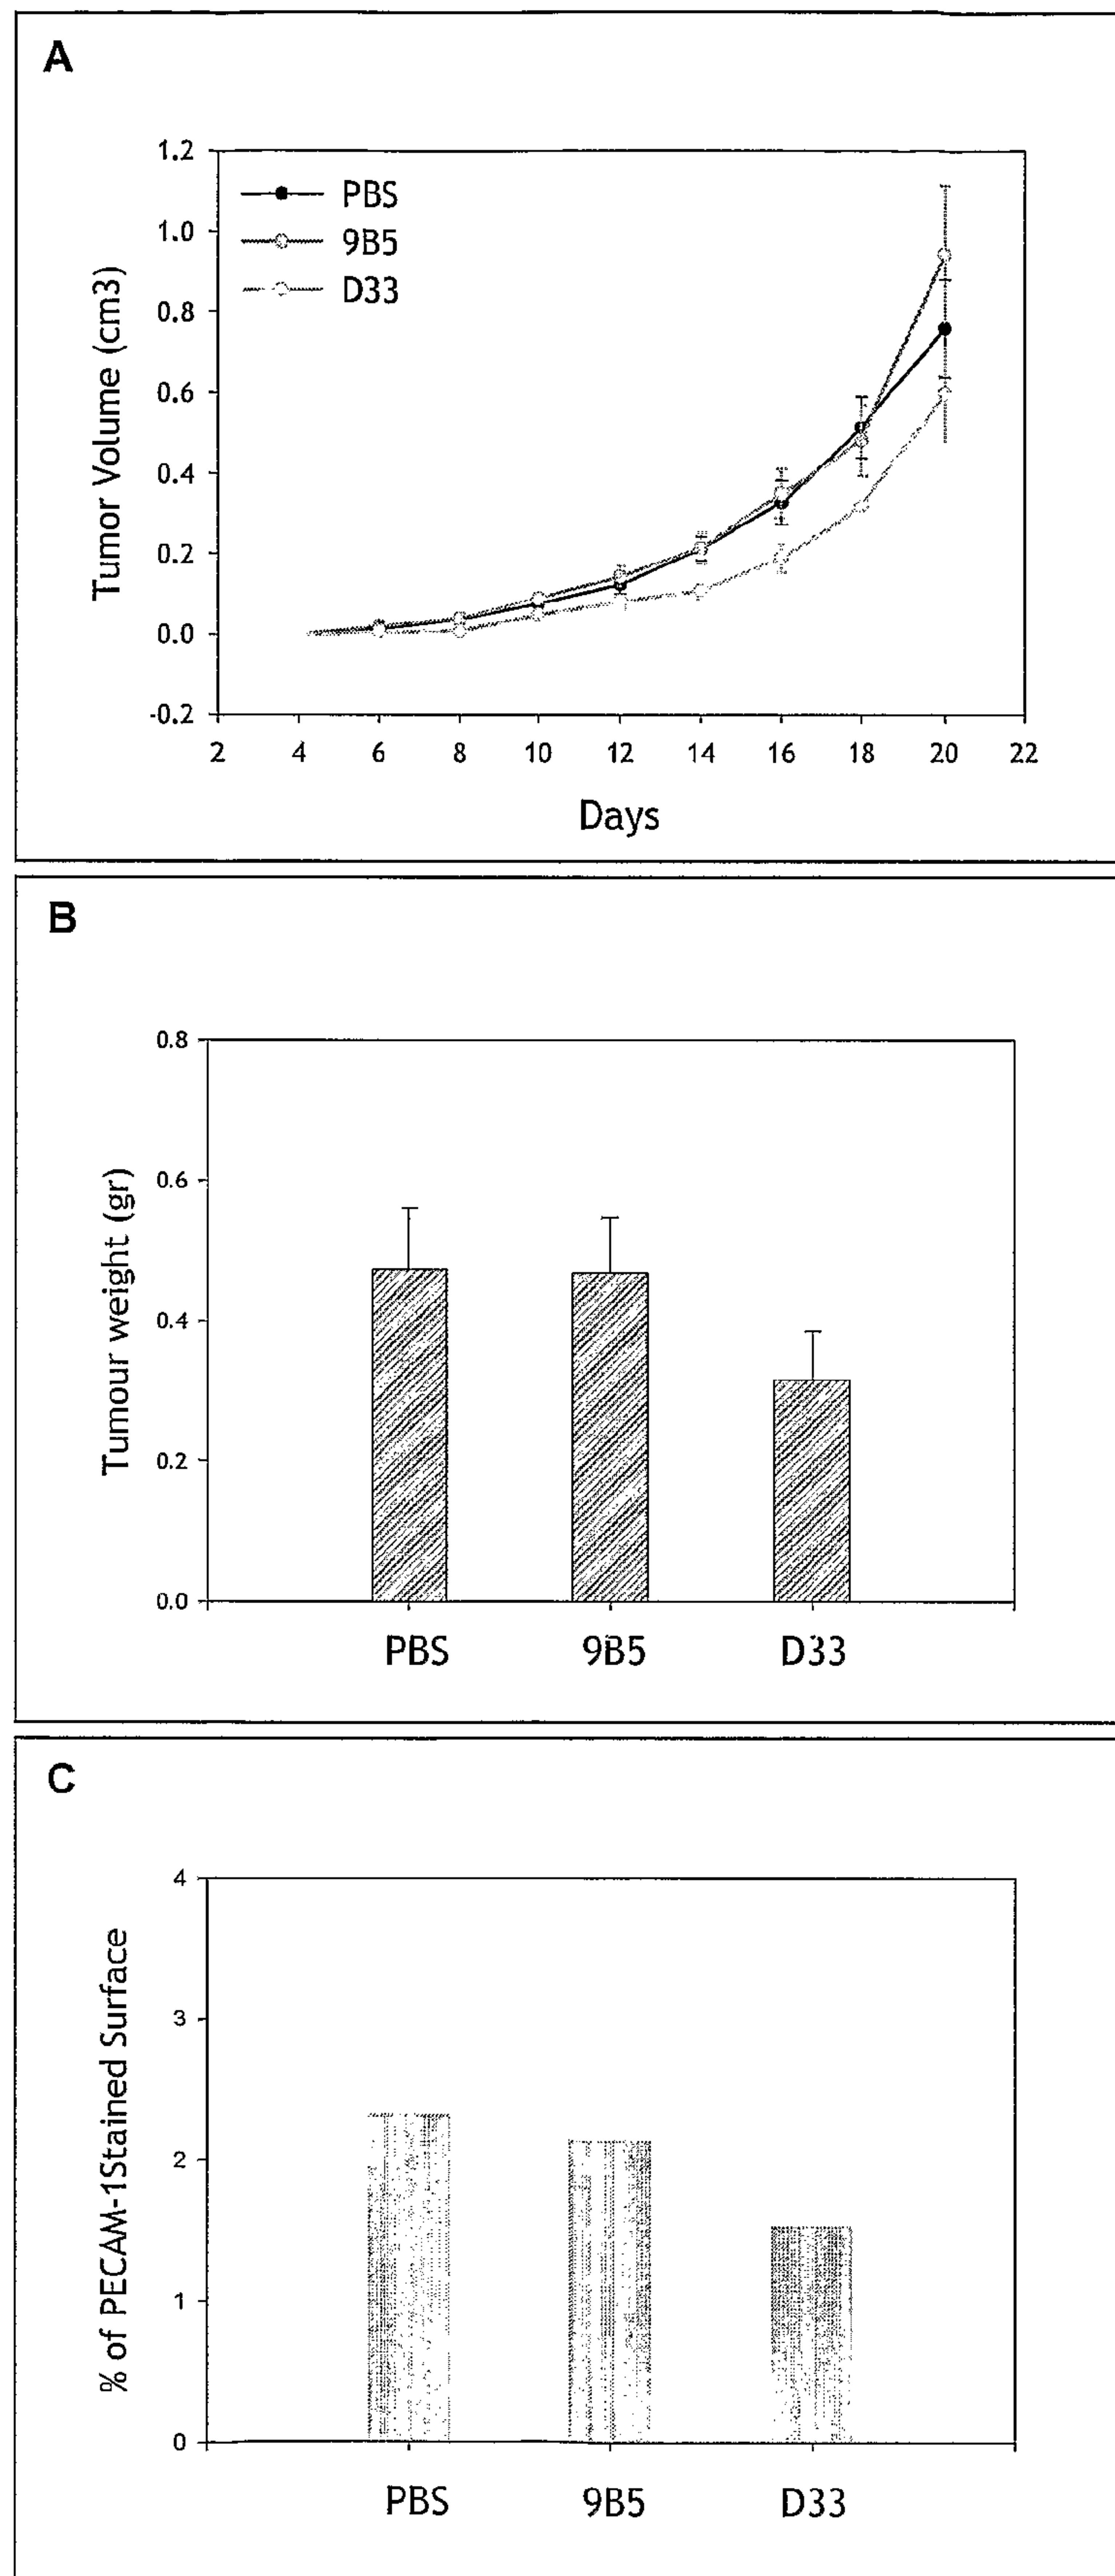 A
1.2
1.0
0.8
0.6
0.4
0.2
0.0
-0.2
Tumor Volume (cm3)
PBS
9B5
D33
2 4 6 8 10 12 14 16 18 20 22
Days
B
0.8
0.6
0.4
0.2
0.0
Tumour weight (gr)
PBS 9B5 D33
C
4
3
2
1
0
% of PECAM-1Stained Surface
PBS 9B5 D33